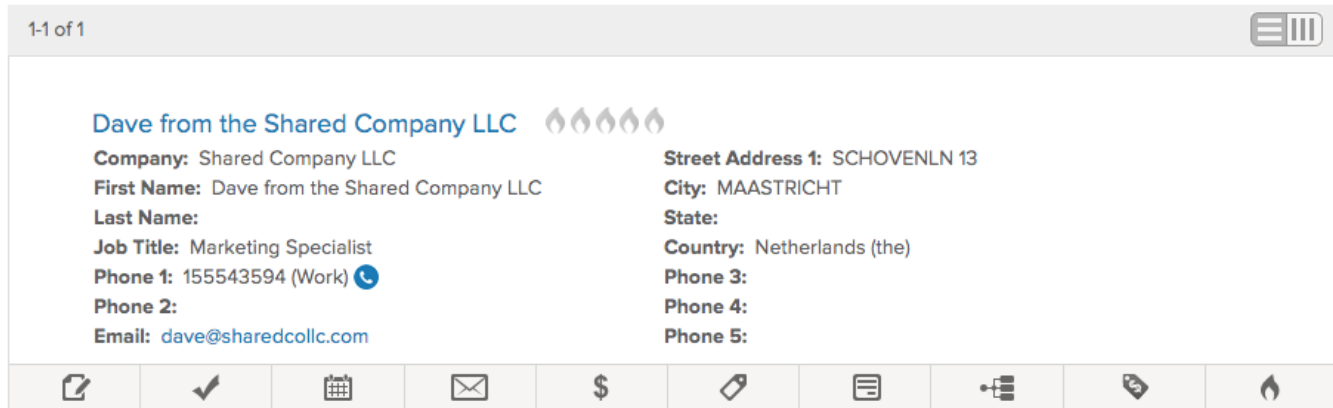 1-1 of 1
Dave from the Shared Company LLC
Company: Shared Company LLC
First Name: Dave from the Shared Company LLC
Last Name:
Job Title: Marketing Specialist
Phone 1: 155543594 (Work)
Phone 2:
Email: dave@sharedcollc.com
Street Address 1: SCHOVENLN 13
City: MAASTRICHT
State:
Country: Netherlands (the)
Phone 3:
Phone 4:
Phone 5:
$